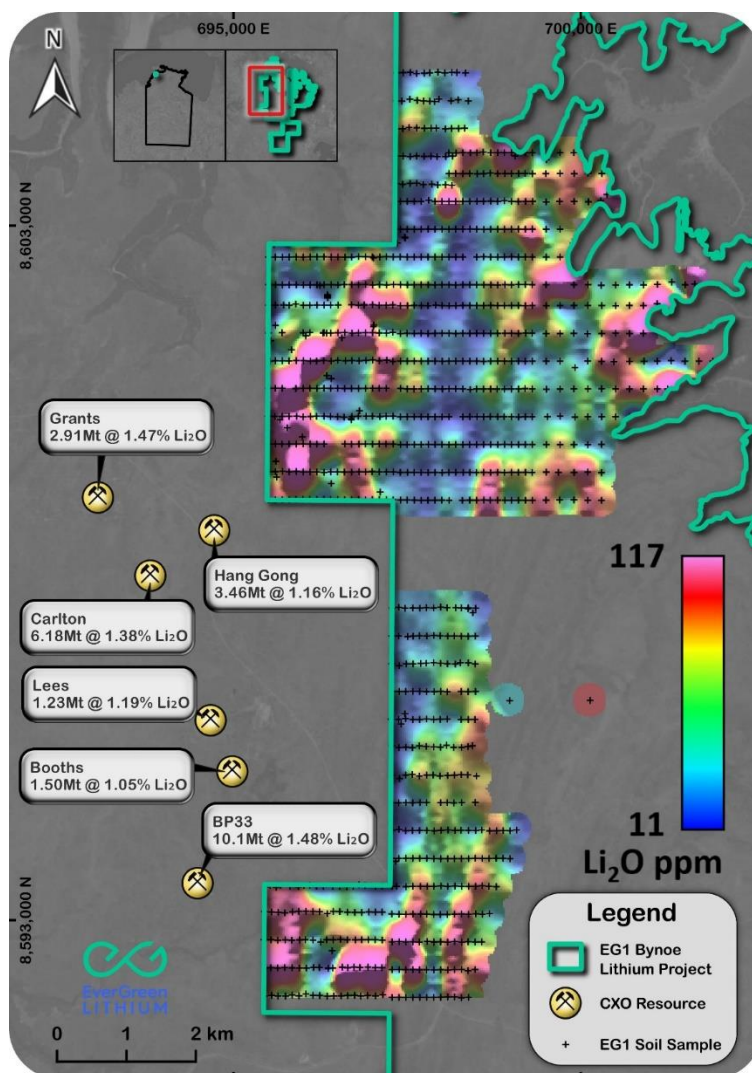 695,000 E
700,000 E
N
8,603,000 N
Grants
2.91Mt @ 1.47% Li₂O
Hang Gong
3.46Mt @ 1.16% Li₂O
Carlton
6.18Mt @ 1.38% Li₂O
Lees
1.23Mt @ 1.19% Li₂O
Booths
1.50Mt @ 1.05% Li₂O
BP33
10.1Mt @ 1.48% Li₂O
117
11
Li₂O ppm
8,593,000 N
EverGreen
LITHIUM
0 1 2 km
Legend
EG1 Bynoe
Lithium Project
CXO Resource
EG1 Soil Sample